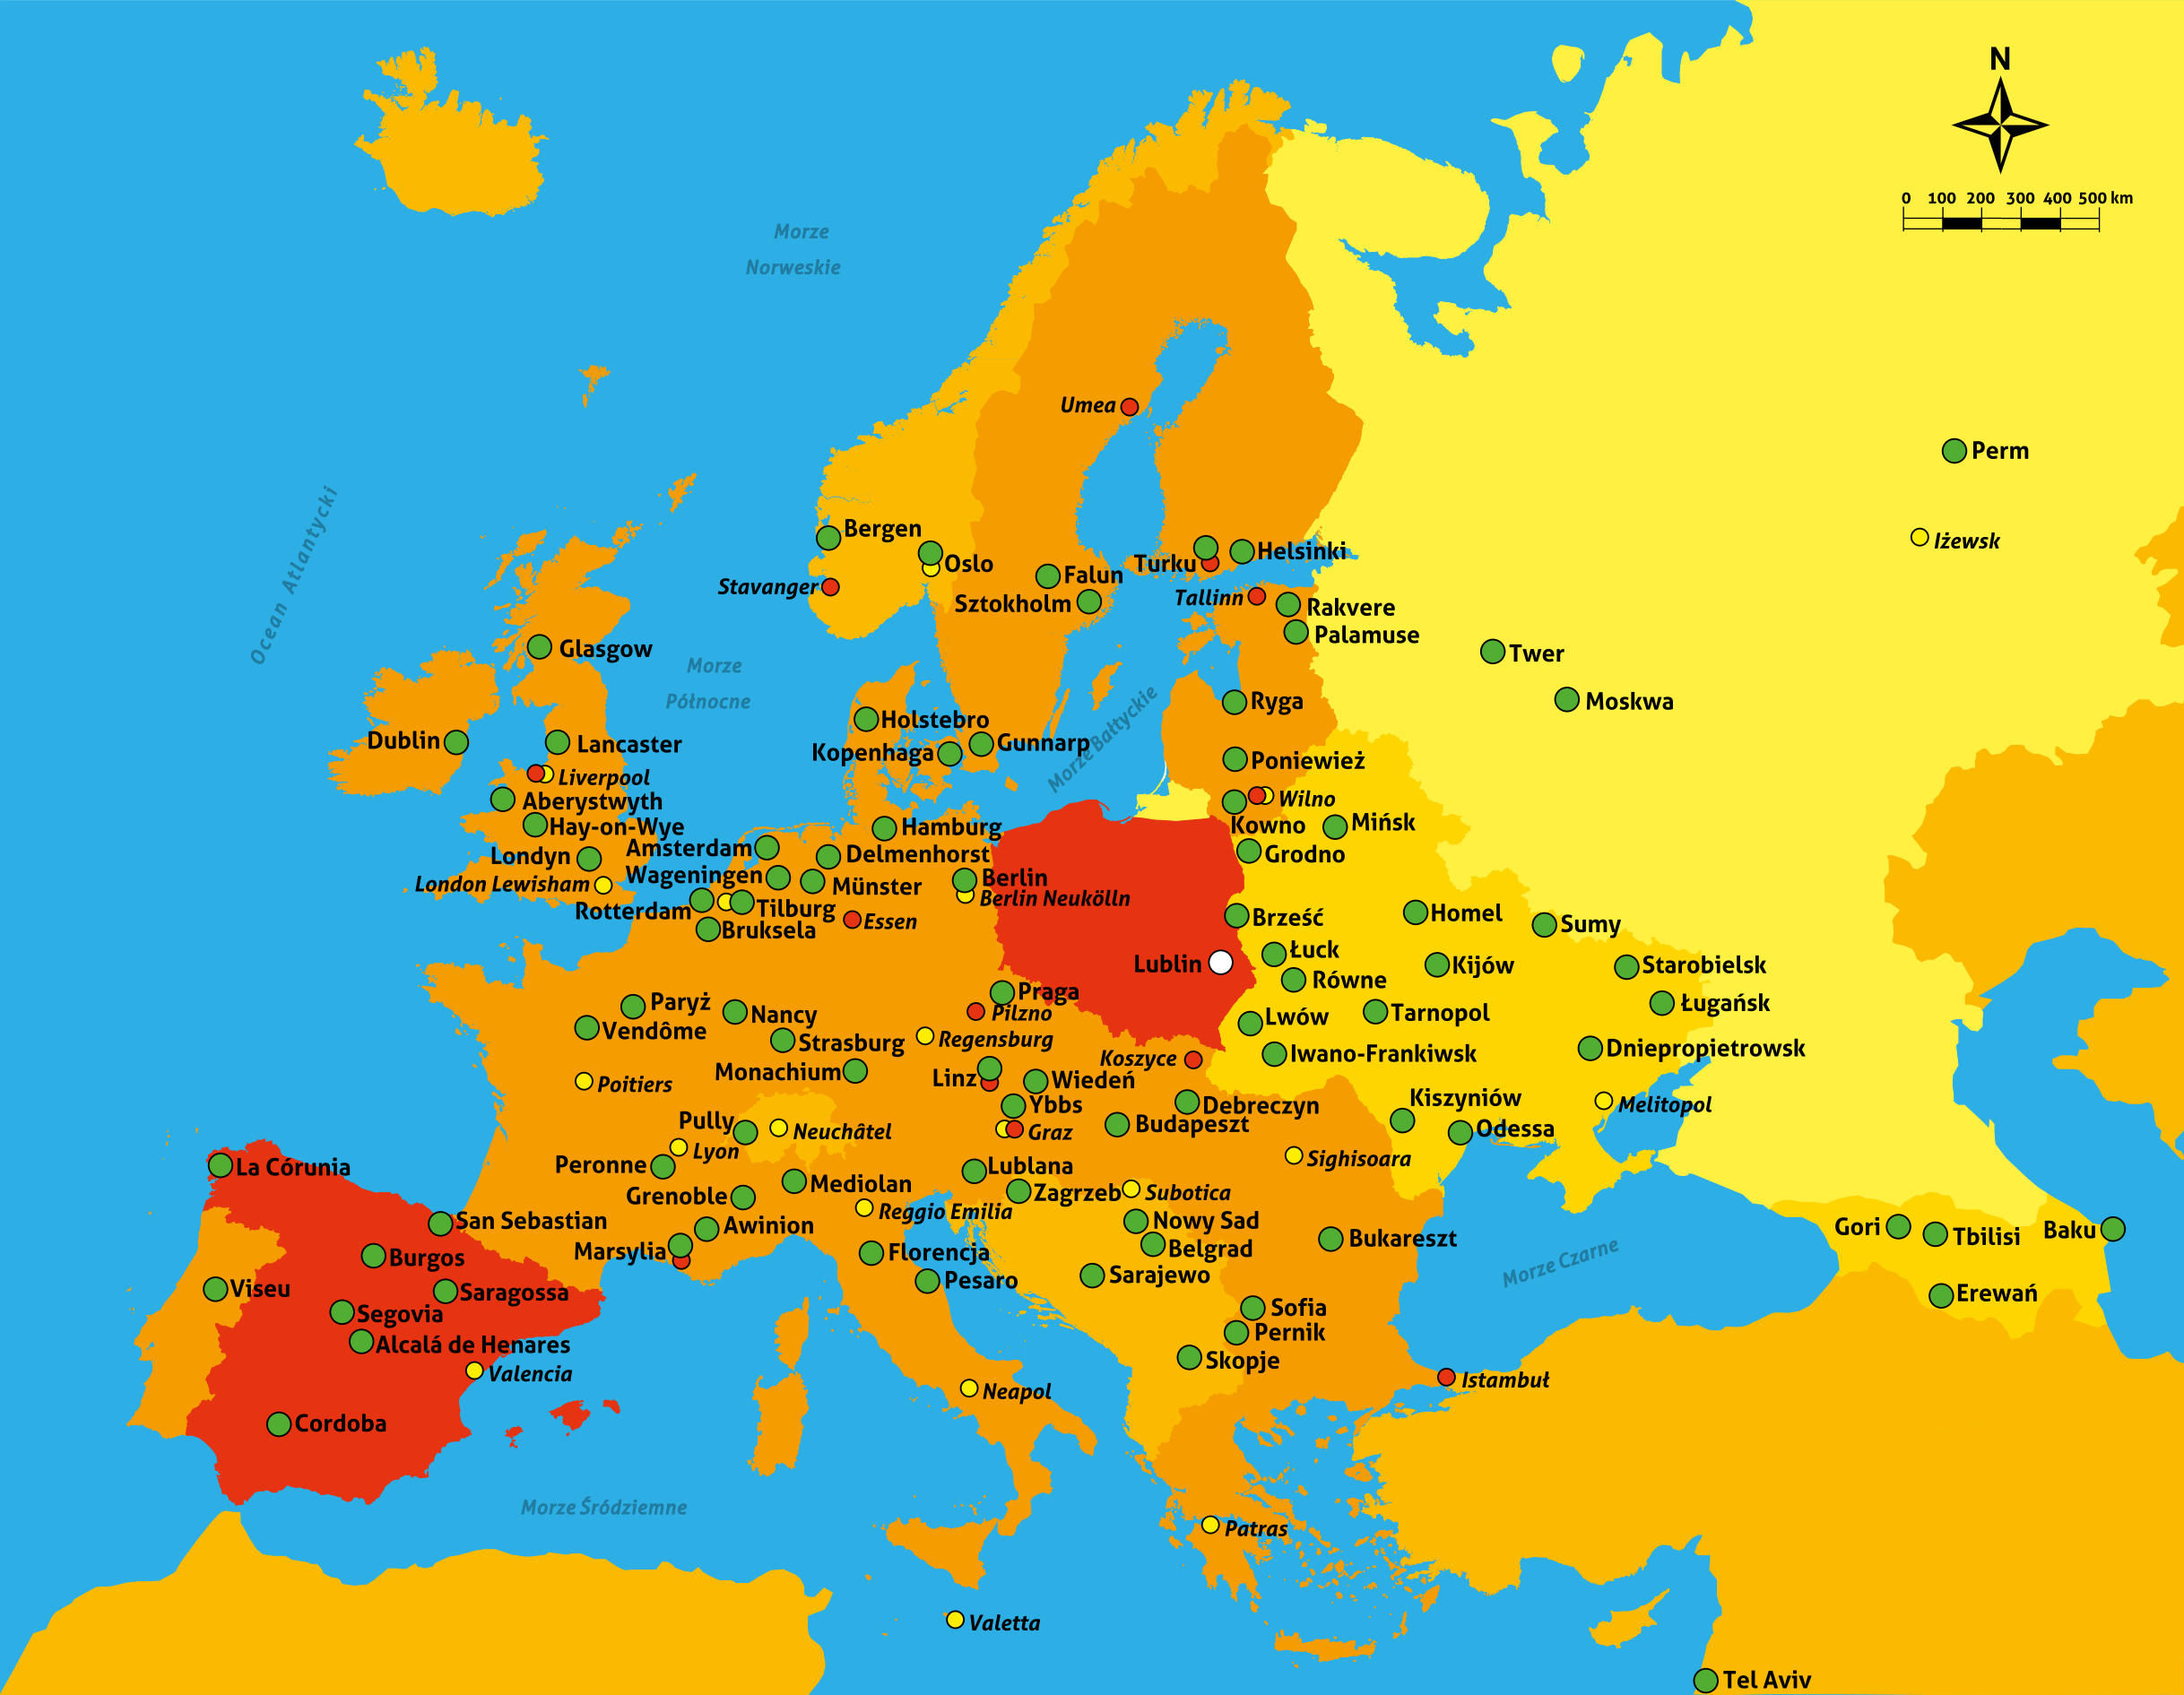 N
0 100 200 300 400 500 km
Morze
Norweskie
Umea
Perm
Iżewsk
Ocean Atlantycki
Bergen
Oslo
Stavanger
Turku
Helsinki
Falun
Sztokholm
Tallinn
Rakvere
Palamuse
Glasgow
Twer
Morze
Północne
Moskwa
Ryga
Morze Bałtyckie
Holstebro
Gunnarp
Kopenhaga
Dublin
Lancaster
Poniewież
Liverpool
Wilno
Aberystwyth
Kowno
Mińsk
Hay-on-Wye
Hamburg
Amsterdam
Delmenhorst
Grodno
Londyn
Wageningen
Berlin
London Lewisham
Münster
Berlin Neukölln
Rotterdam
Tilburg
Essen
Bruksela
Brześć
Homel
Sumy
Łuck
Lublin
Kijów
Starobielsk
Równe
Praga
Pilzno
Paryż
Nancy
Ługańsk
Tarnopol
Lwów
Vendôme
Strasburg
Regensburg
Iwano-Frankiwsk
Dniepropietrowsk
Koszyce
Monachium
Linz
Wiedeń
Poitiers
Ybbs
Debreczyn
Kiszyniów
Melitopol
Pully
Neuchâtel
Graz
Budapeszt
Odessa
Lyon
Sighisoara
Peronne
La Córunia
Lublana
Mediolan
Grenoble
Zagrzeb
Subotica
Reggio Emilia
San Sebastian
Awinion
Nowy Sad
Gori
Tbilisi
Baku
Marsylia
Burgos
Florencja
Belgrad
Bukareszt
Morze Czarne
Sarajewo
Pesaro
Viseu
Saragossa
Erewań
Segovia
Sofia
Pernik
Alcalá de Henares
Skopje
Valencia
Istambuł
Neapol
Cordoba
Morze Śródziemne
Patras
Valetta
Tel Aviv